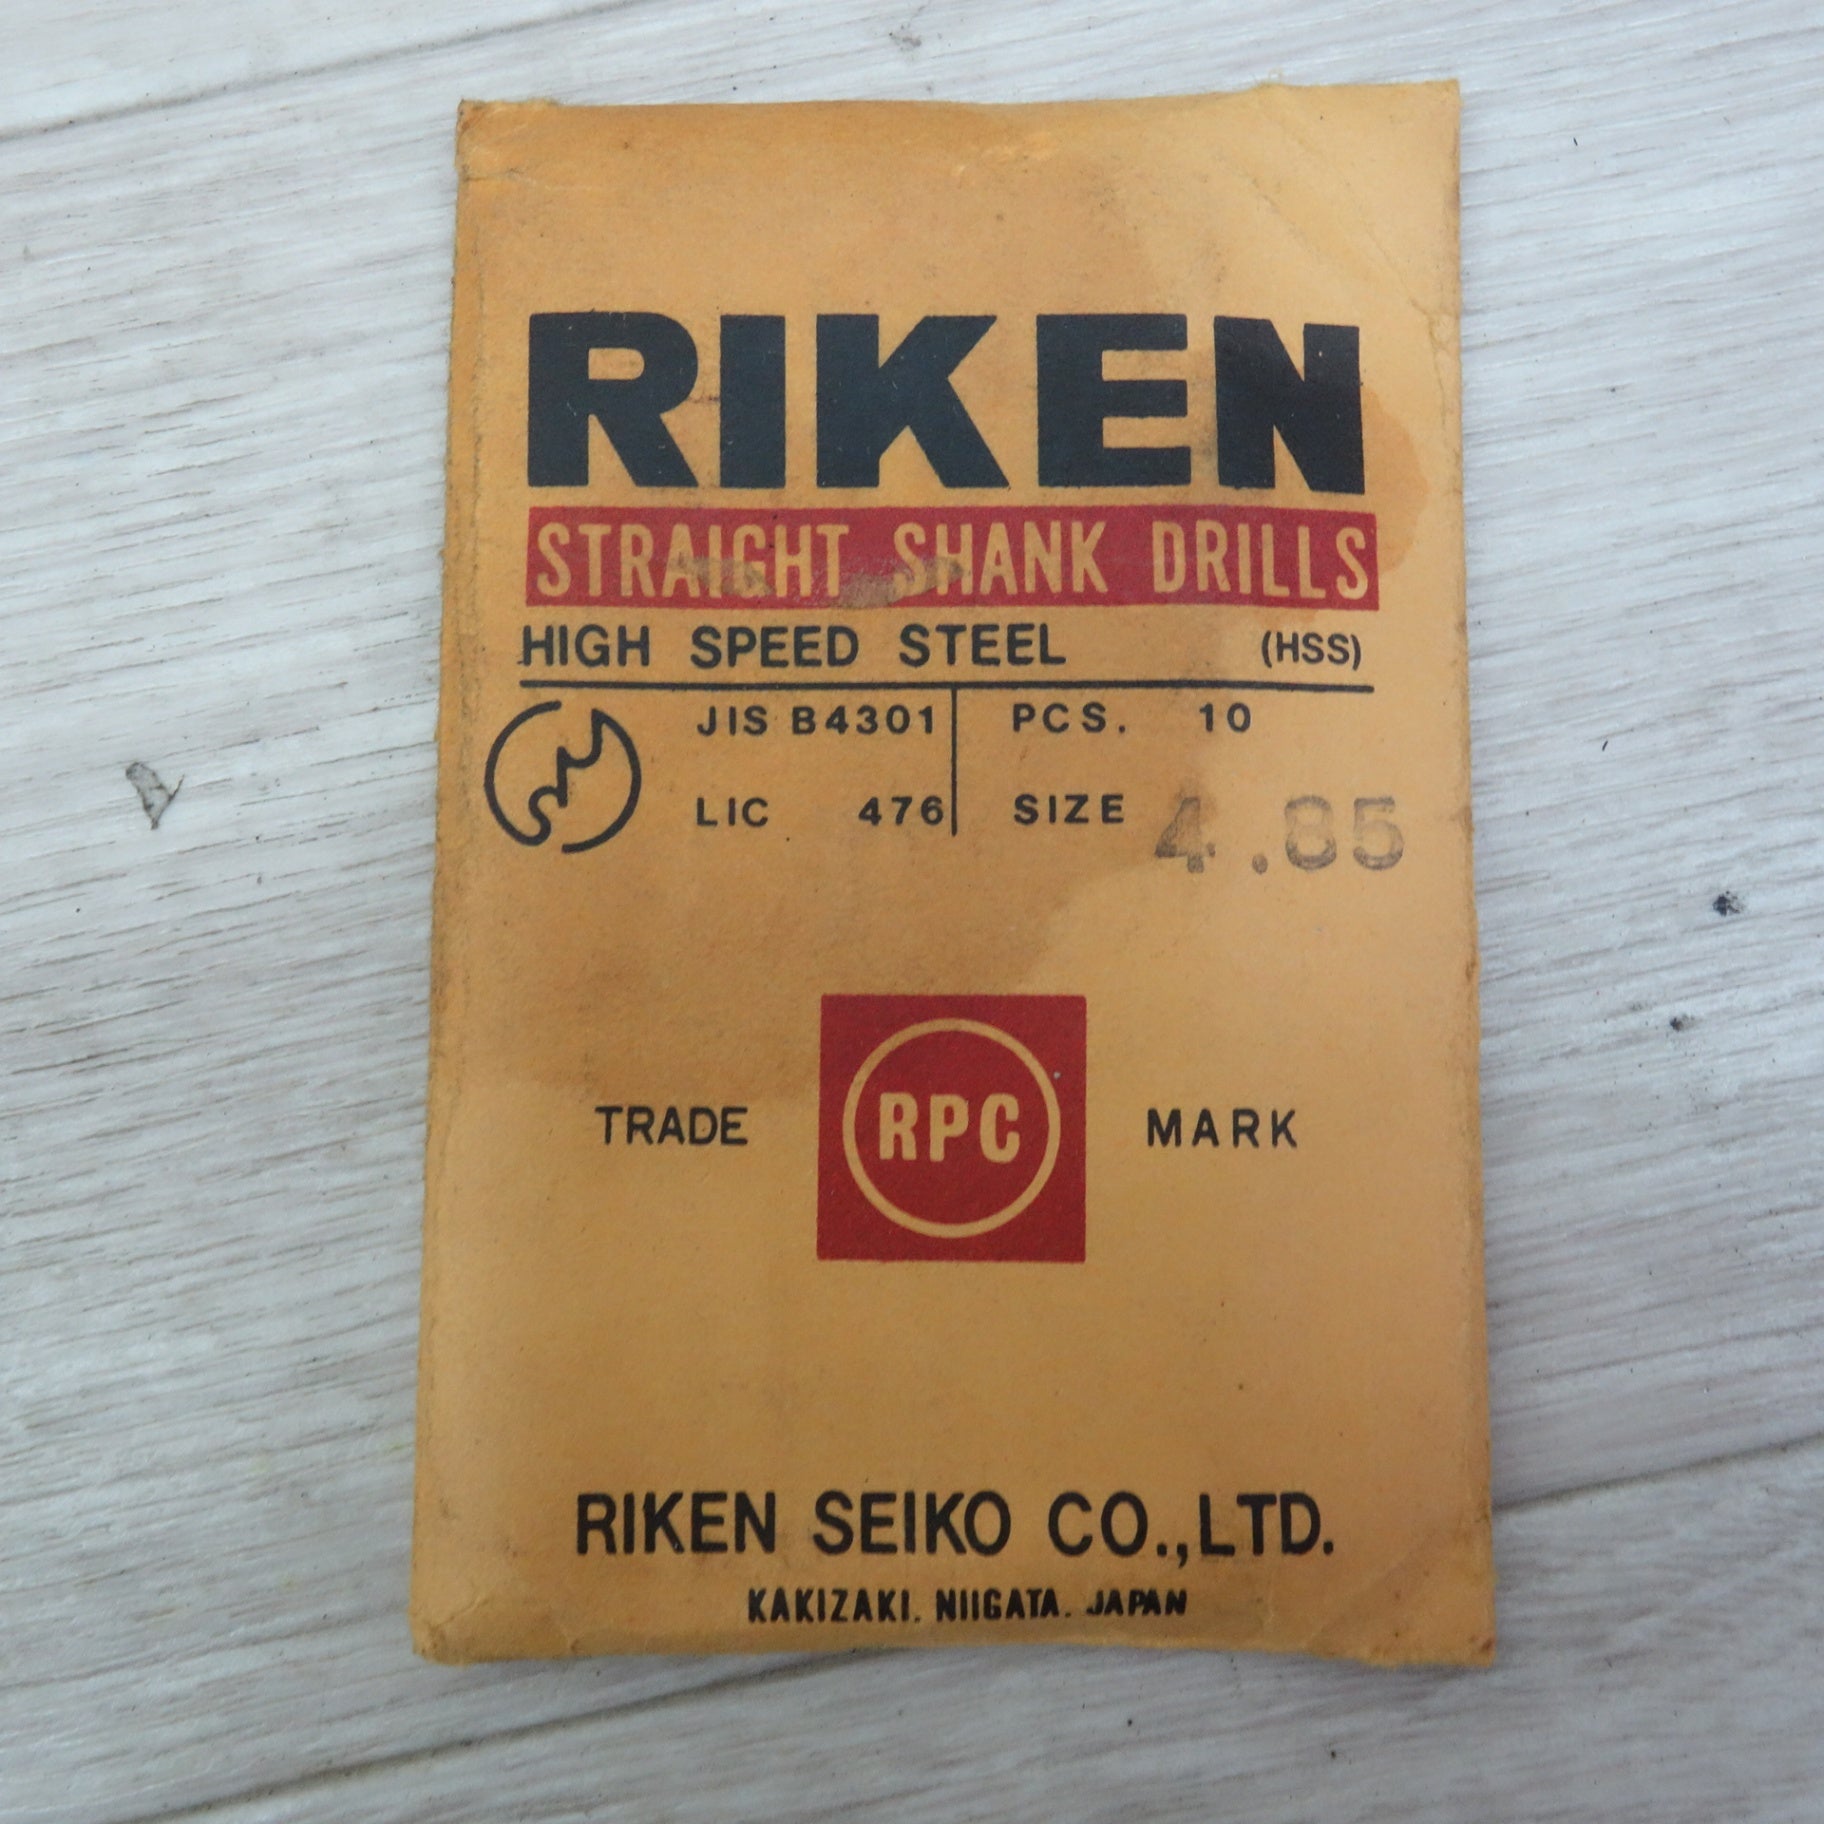 RIKEN
STRAIGHT SHANK DRILLS
HIGH SPEED STEEL (HSS)
JIS B4301 PCS. 10
LIC 476 SIZE 4.85
TRADE RPC MARK
RIKEN SEIKO CO.,LTD.
KAKIZAKI. NIIGATA. JAPAN